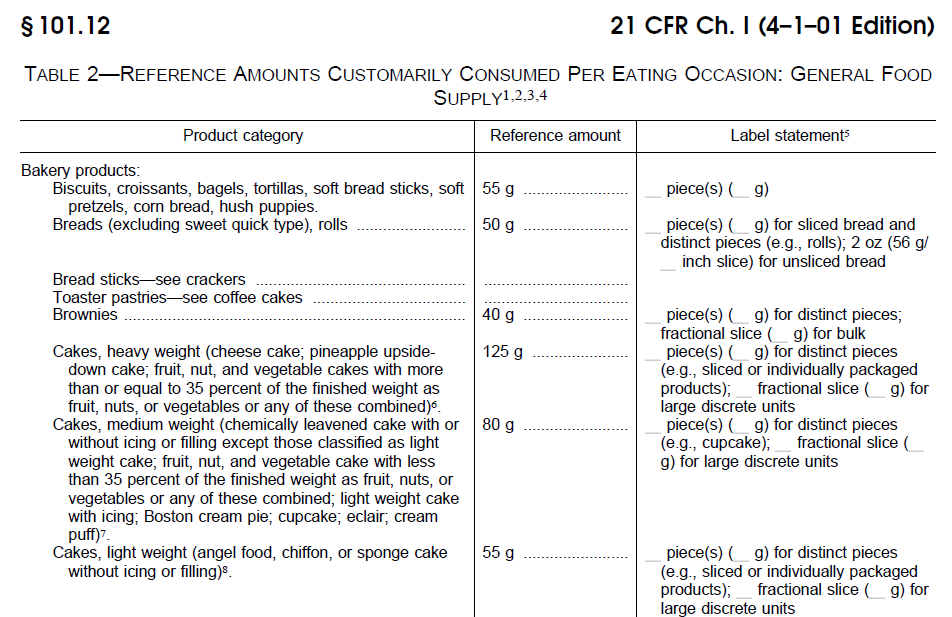 § 101.12 21 CFR Ch. I (4–1–01 Edition)
TABLE 2—REFERENCE AMOUNTS CUSTOMARILY CONSUMED PER EATING OCCASION: GENERAL FOOD
SUPPLY1,2,3,4
Product category Reference amount Label statement5
Bakery products:
Biscuits, croissants, bagels, tortillas, soft bread sticks, soft 55 g ........................ __ piece(s) (__ g)
pretzels, corn bread, hush puppies.
Breads (excluding sweet quick type), rolls ........................ 50 g ........................ __ piece(s) (__ g) for sliced bread and
distinct pieces (e.g., rolls); 2 oz (56 g/
__ inch slice) for unsliced bread
Bread sticks—see crackers ................................................ .................................
Toaster pastries—see coffee cakes ................................... .................................
Brownies .............................................................................. 40 g ........................ __ piece(s) (__ g) for distinct pieces;
fractional slice (__ g) for bulk
Cakes, heavy weight (cheese cake; pineapple upside- 125 g ...................... __ piece(s) (__ g) for distinct pieces
down cake; fruit, nut, and vegetable cakes with more (e.g., sliced or individually packaged
than or equal to 35 percent of the finished weight as products); __ fractional slice (__ g) for
fruit, nuts, or vegetables or any of these combined)6. large discrete units
Cakes, medium weight (chemically leavened cake with or 80 g ........................ __ piece(s) (__ g) for distinct pieces
without icing or filling except those classified as light (e.g., cupcake); __ fractional slice (__
weight cake; fruit, nut, and vegetable cake with less g) for large discrete units
than 35 percent of the finished weight as fruit, nuts, or
vegetables or any of these combined; light weight cake
with icing; Boston cream pie; cupcake; eclair; cream
puff)7.
Cakes, light weight (angel food, chiffon, or sponge cake 55 g ........................ __ piece(s) (__ g) for distinct pieces
without icing or filling)8. (e.g., sliced or individually packaged
products); __ fractional slice (__ g) for
large discrete units